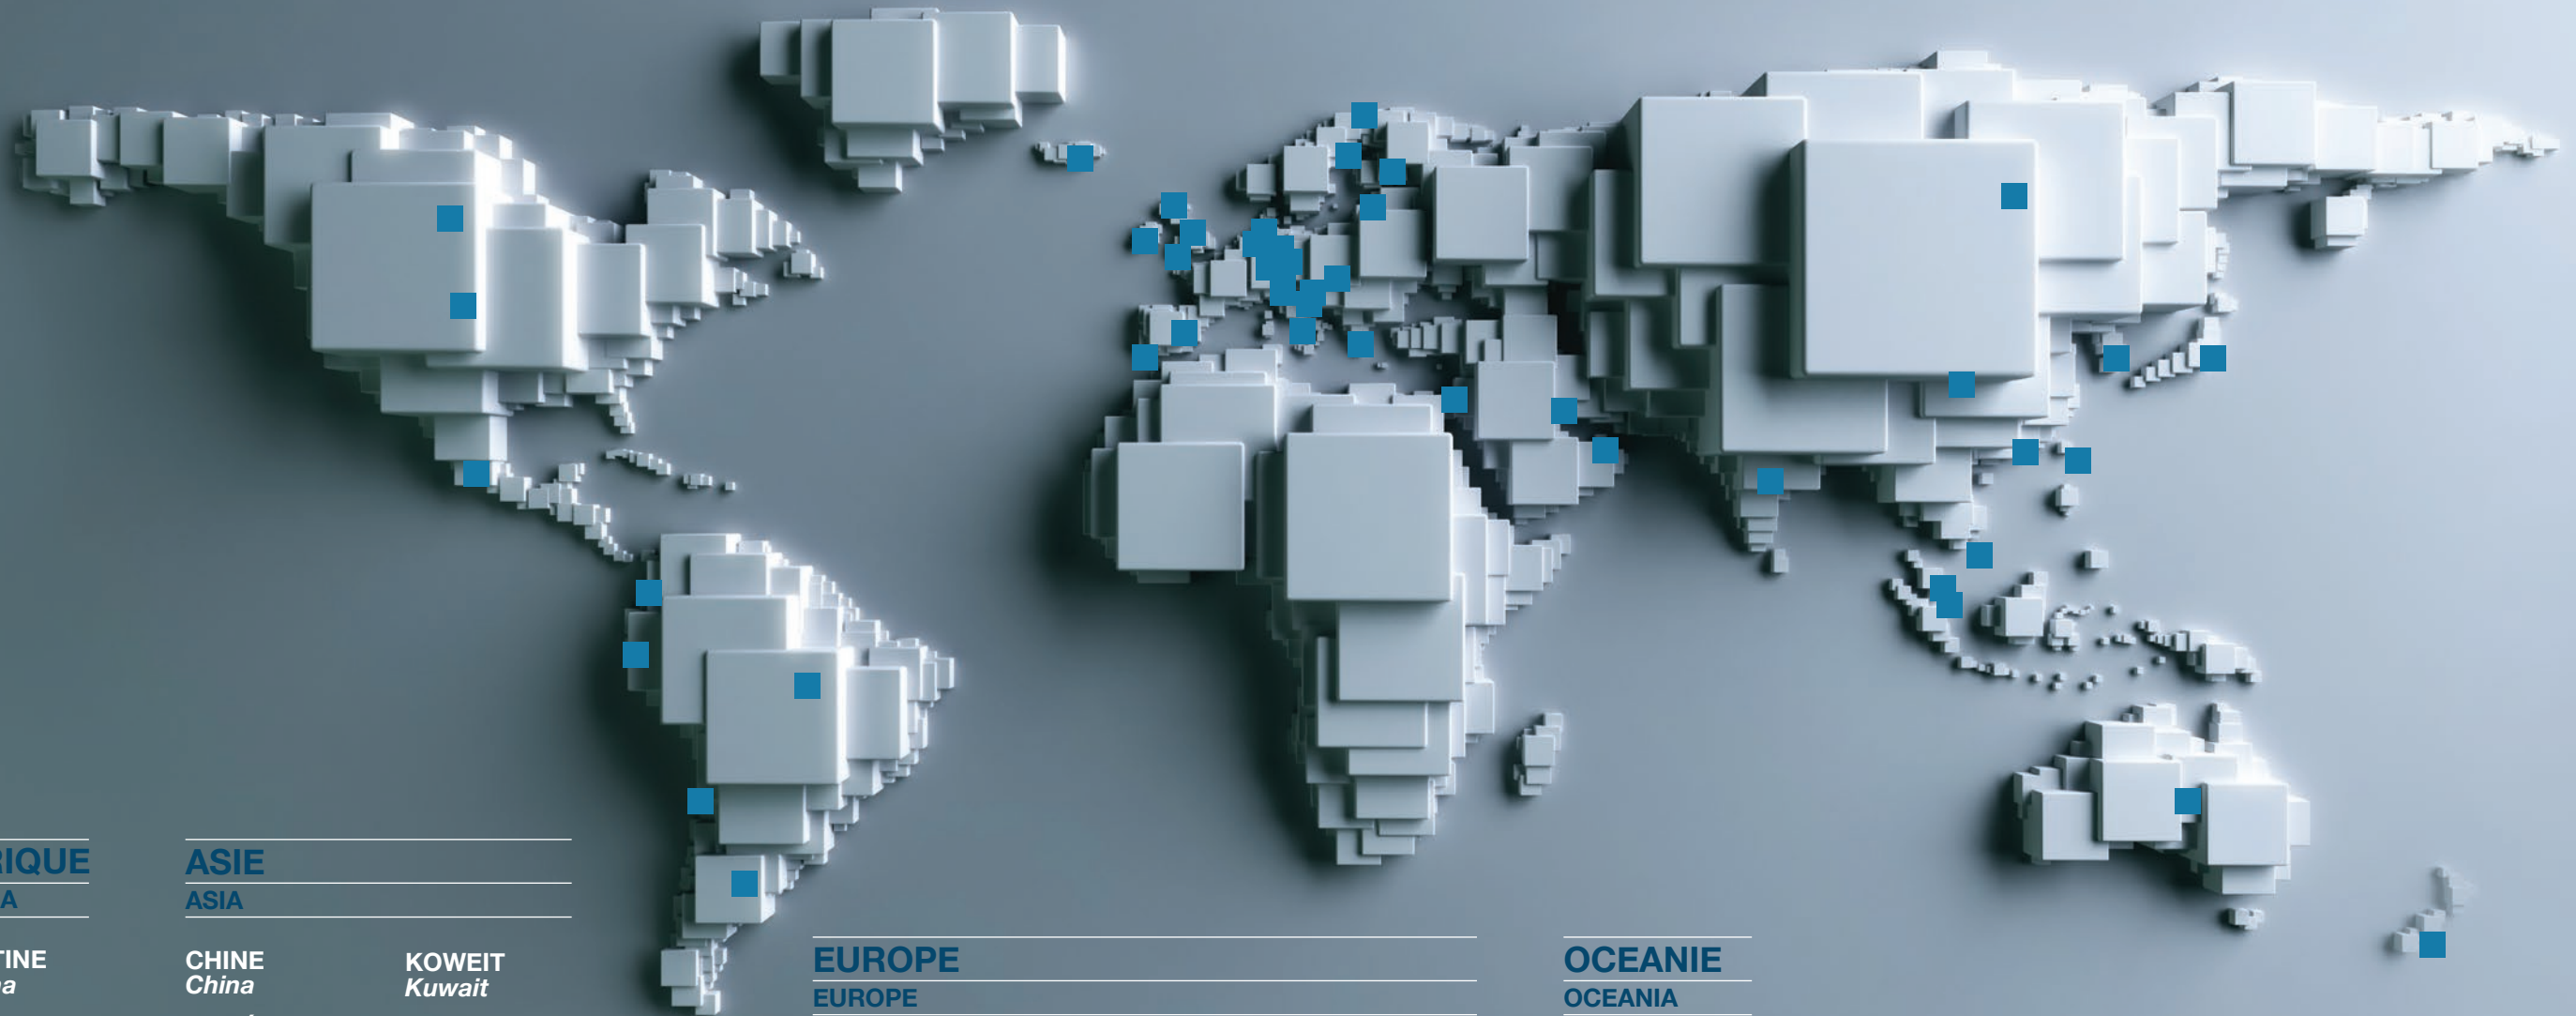 RIQUE
A
TINE
a
ASIE
ASIA
CHINE
China
KOWEIT
Kuwait
EUROPE
EUROPE
OCEANIE
OCEANIA